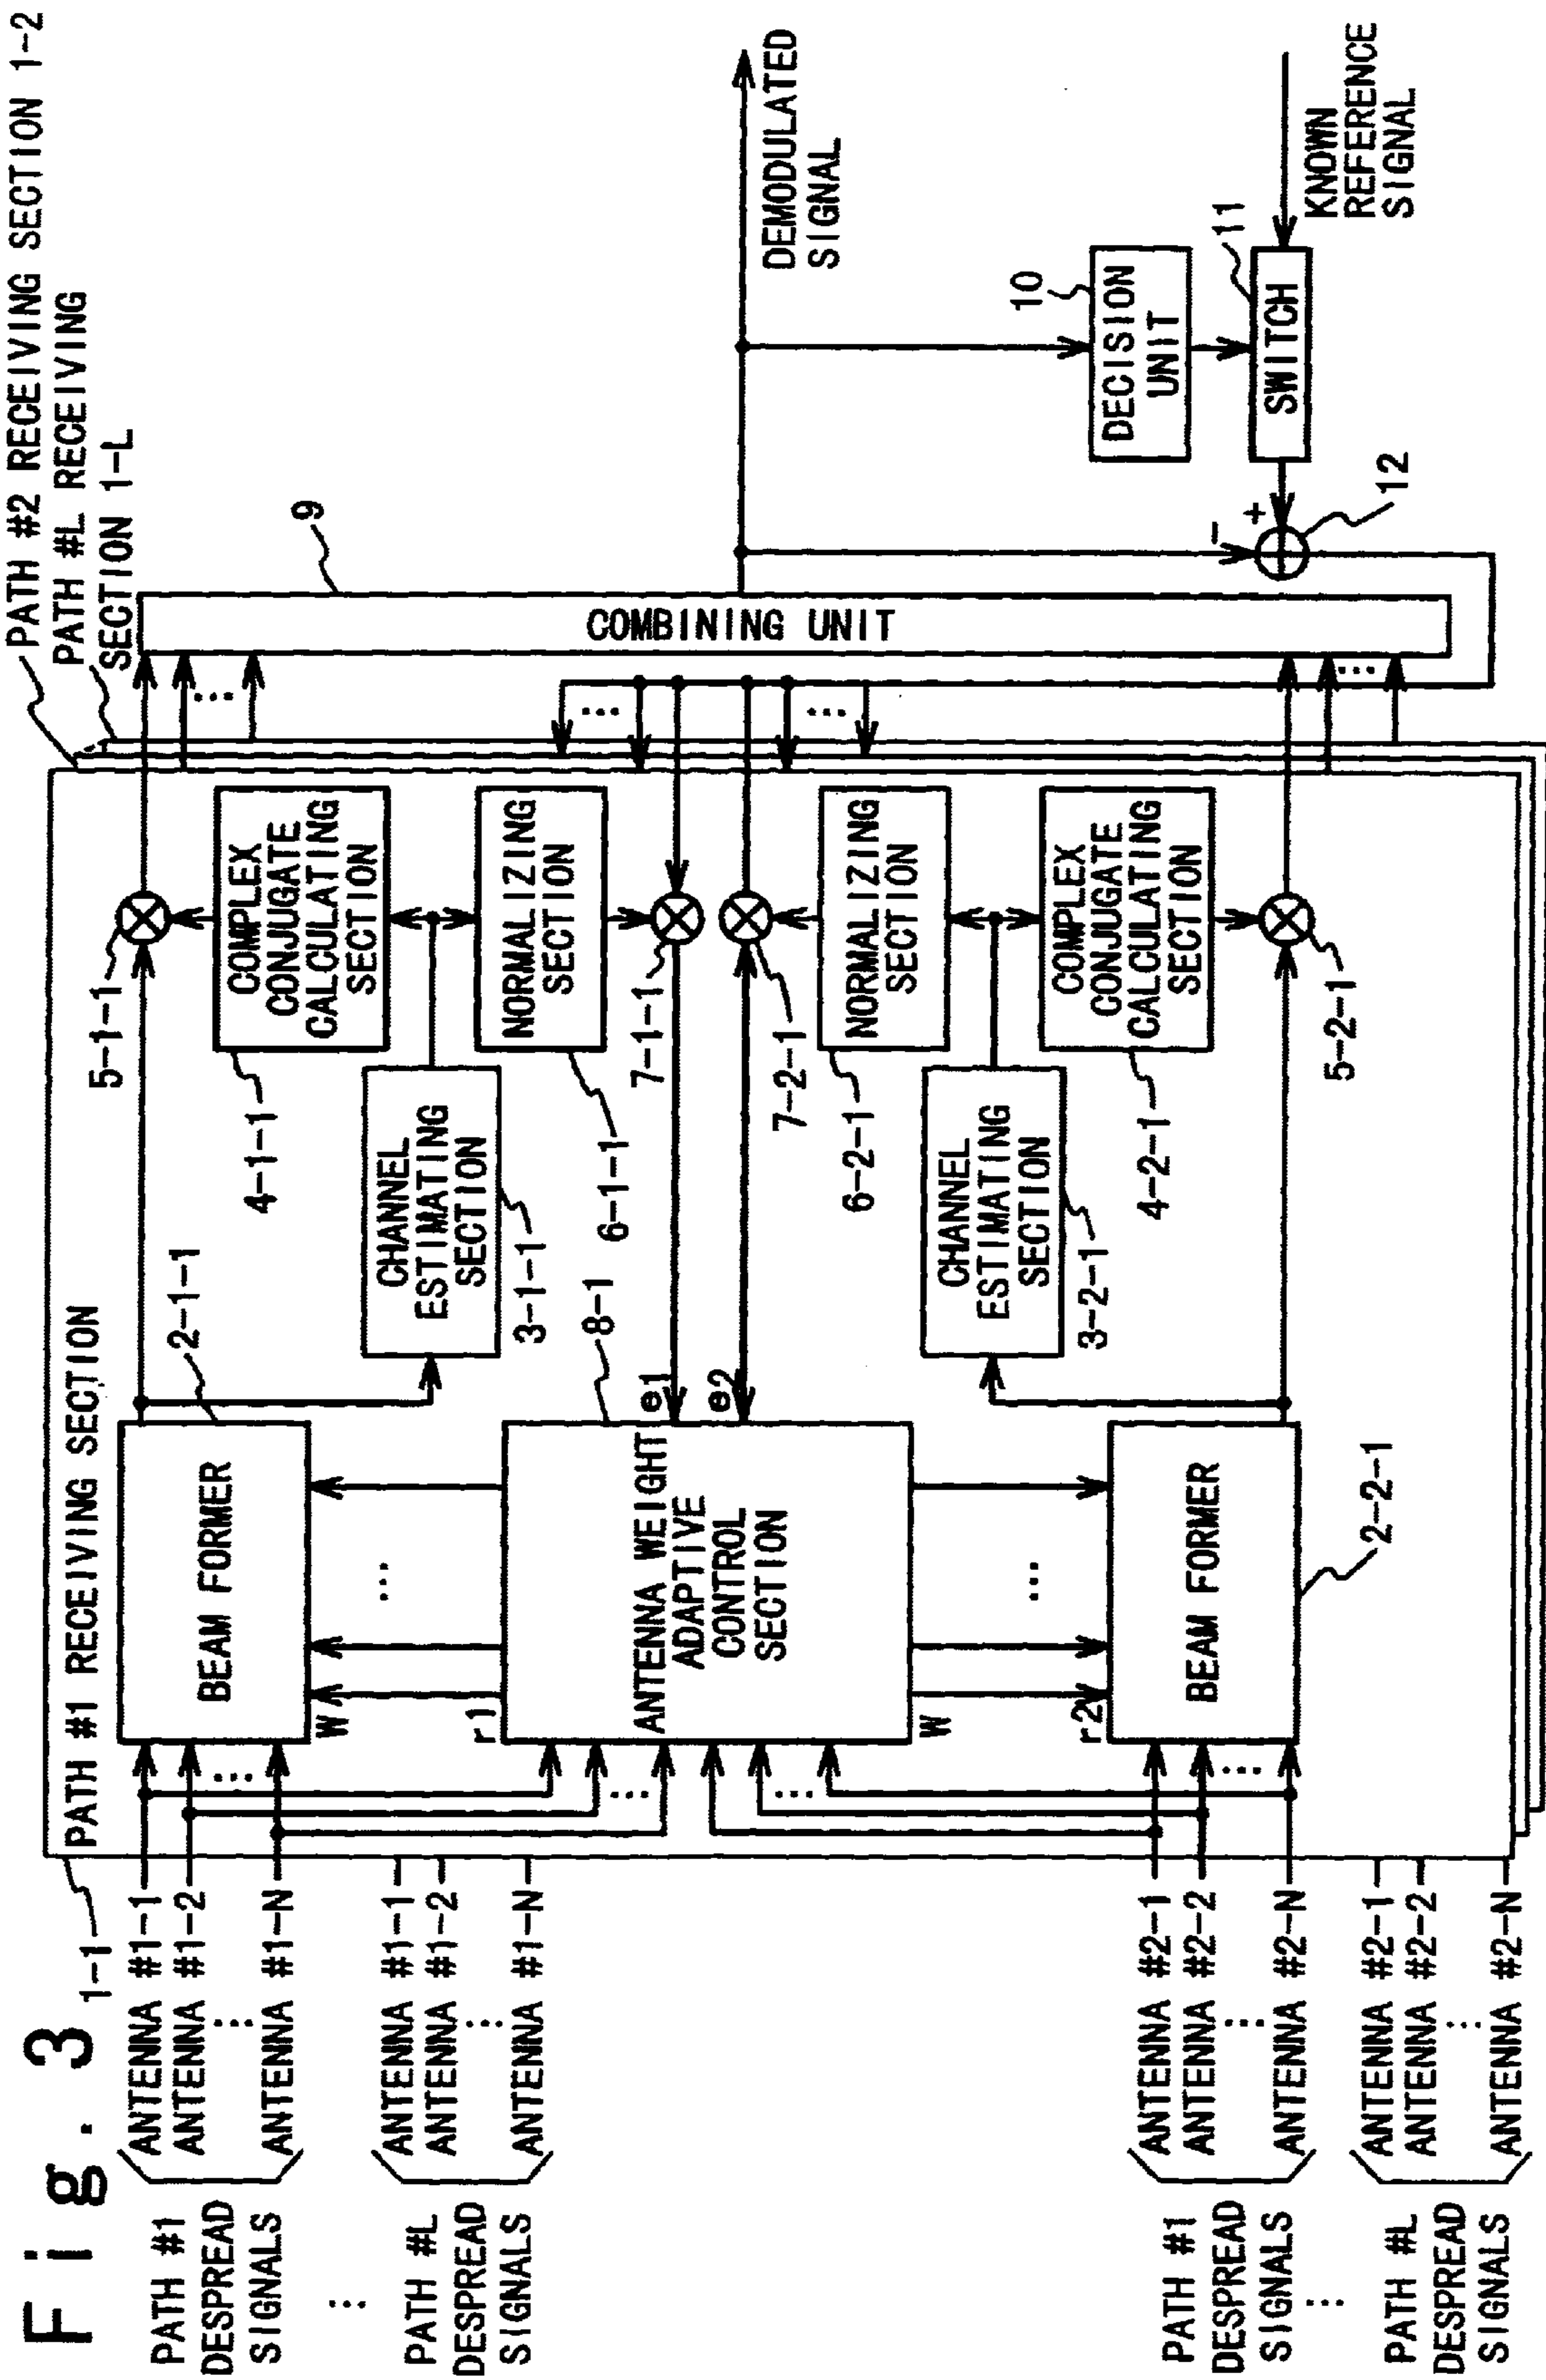 Fig. 3
PATH #1
DESPREAD
SIGNALS
ANTENNA #1-1
ANTENNA #1-2
...
ANTENNA #1-N
...
PATH #L
DESPREAD
SIGNALS
ANTENNA #1-1
ANTENNA #1-2
...
ANTENNA #1-N
PATH #1
DESPREAD
SIGNALS
ANTENNA #2-1
ANTENNA #2-2
...
ANTENNA #2-N
...
PATH #L
DESPREAD
SIGNALS
ANTENNA #2-1
ANTENNA #2-2
...
ANTENNA #2-N
1-1
PATH #1 RECEIVING SECTION
PATH #2 RECEIVING SECTION 1-2
PATH #L RECEIVING
SECTION 1-L
...
BEAM FORMER
2-1-1
W
...
r1
ANTENNA WEIGHT
ADAPTIVE
CONTROL
SECTION
8-1
e1
e2
...
...
W
...
r2
BEAM FORMER
2-2-1
...
CHANNEL
ESTIMATING
SECTION
3-1-1
CHANNEL
ESTIMATING
SECTION
3-2-1
5-1-1
COMPLEX
CONJUGATE
CALCULATING
SECTION
4-1-1
NORMALIZING
SECTION
6-1-1
7-1-1
7-2-1
NORMALIZING
SECTION
6-2-1
COMPLEX
CONJUGATE
CALCULATING
SECTION
4-2-1
5-2-1
...
...
...
...
COMBINING UNIT
9
DEMODULATED
SIGNAL
DECISION
UNIT
10
SWITCH
11
KNOWN
REFERENCE
SIGNAL
-
+
12